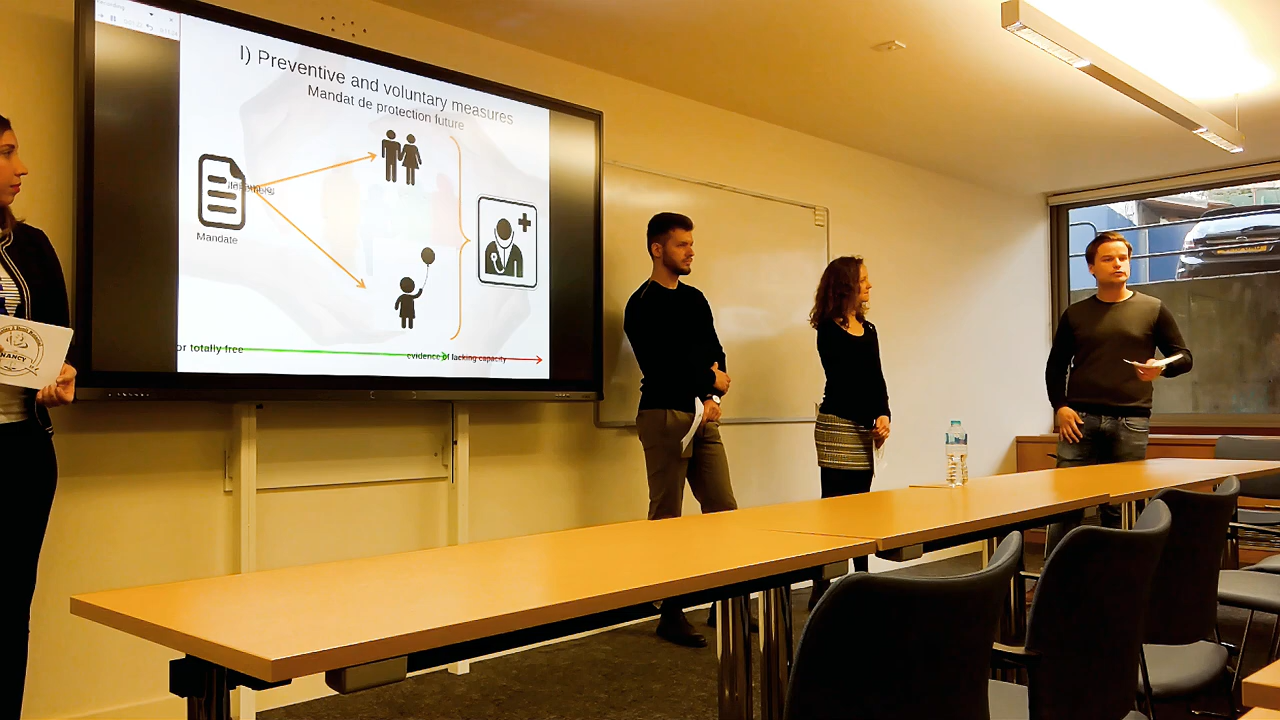 I) Preventive and voluntary measures
Mandat de protection future
Mandate
or totally free
evidence of lacking capacity
NANCY